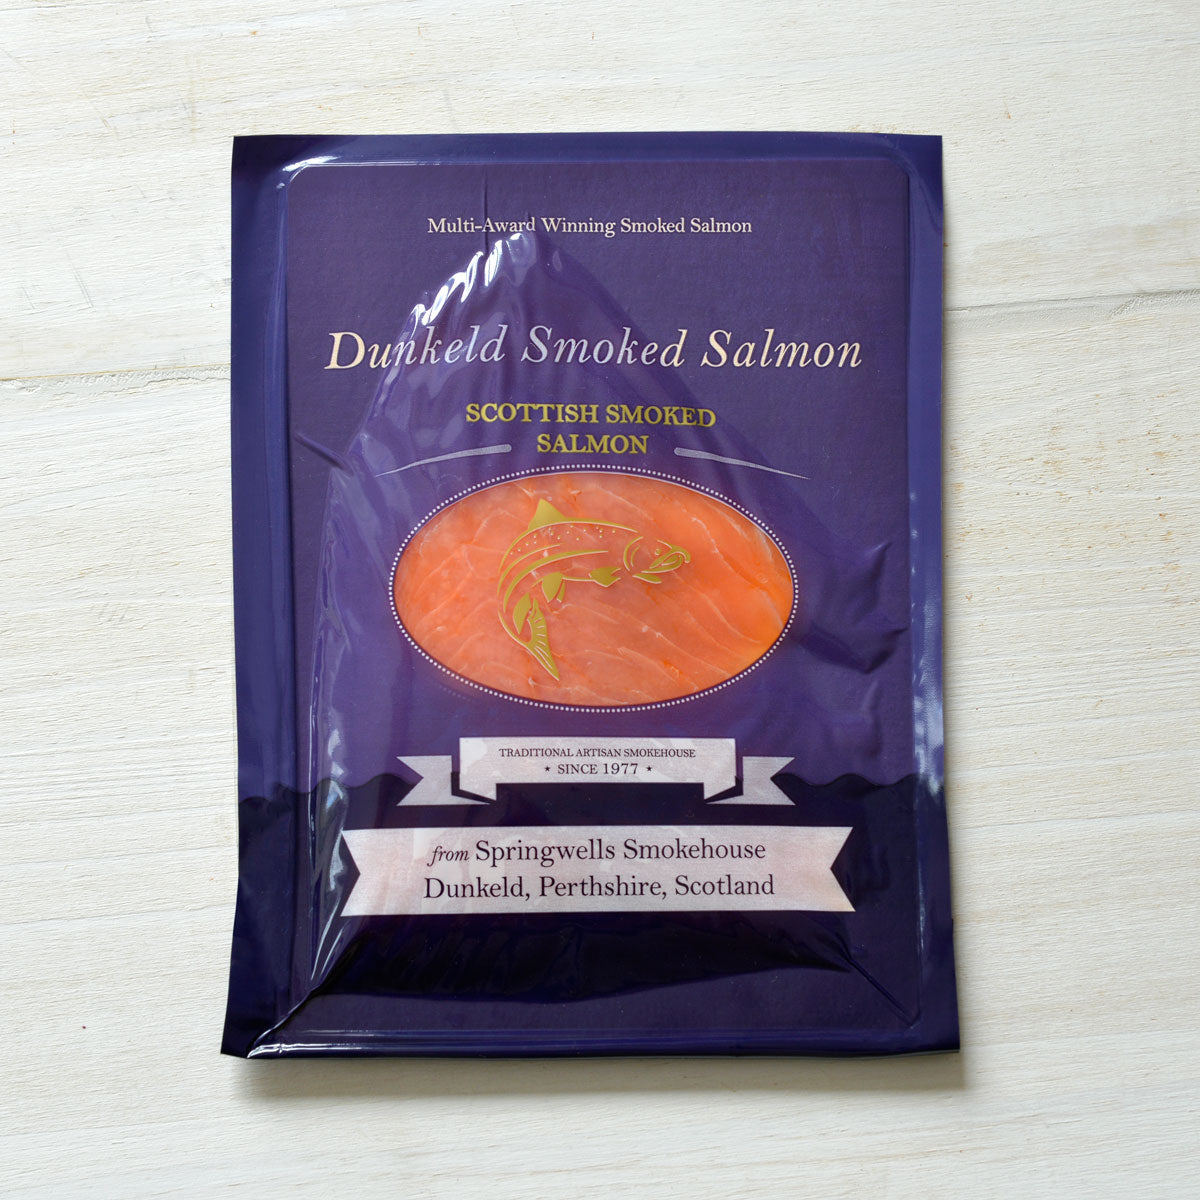 Multi-Award Winning Smoked Salmon
Dunkeld Smoked Salmon
SCOTTISH SMOKED
SALMON
TRADITIONAL ARTISAN SMOKEHOUSE
★ SINCE 1977 ★
from Springwells Smokehouse
Dunkeld, Perthshire, Scotland